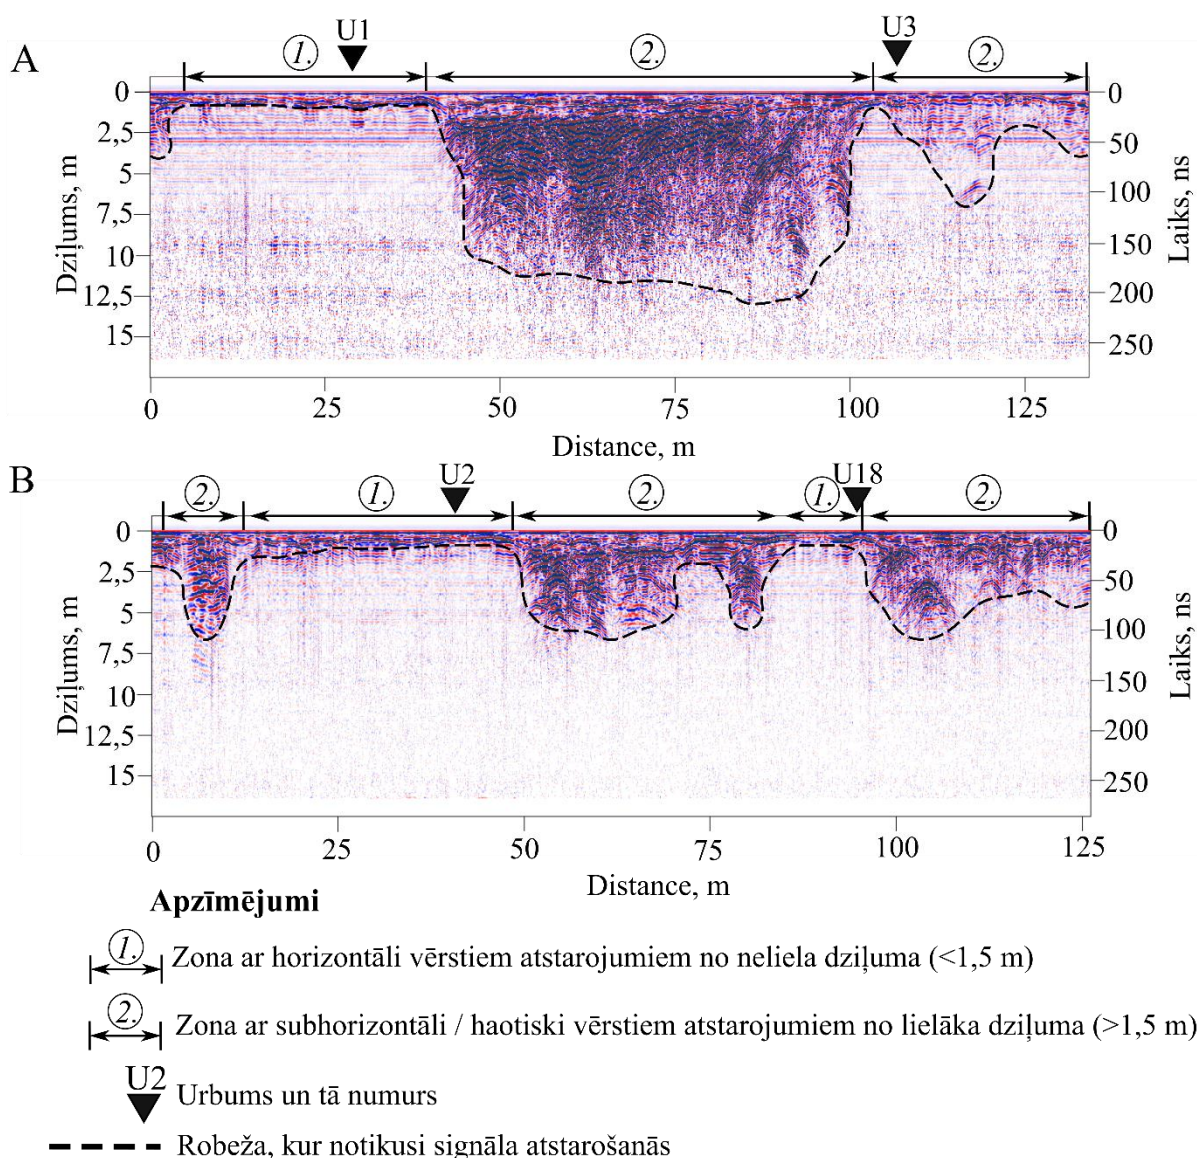 A
U1
U3
1.
2.
2.
0
2,5
5
7,5
10
12,5
15
Dziļums, m
0
50
100
150
200
250
Laiks, ns
0
25
50
75
100
125
Distance, m
B
U2
U18
2.
1.
2.
1.
2.
0
2,5
5
7,5
10
12,5
15
Dziļums, m
0
50
100
150
200
250
Laiks, ns
0
25
50
75
100
125
Distance, m
Apzīmējumi
1. Zona ar horizontāli vērstiem atstarojumiem no neliela dziļuma (<1,5 m)
2. Zona ar subhorizontāli / haotiski vērstiem atstarojumiem no lielāka dziļuma (>1,5 m)
U2 Urbums un tā numurs
Robeža, kur notikusi signāla atstarošanās